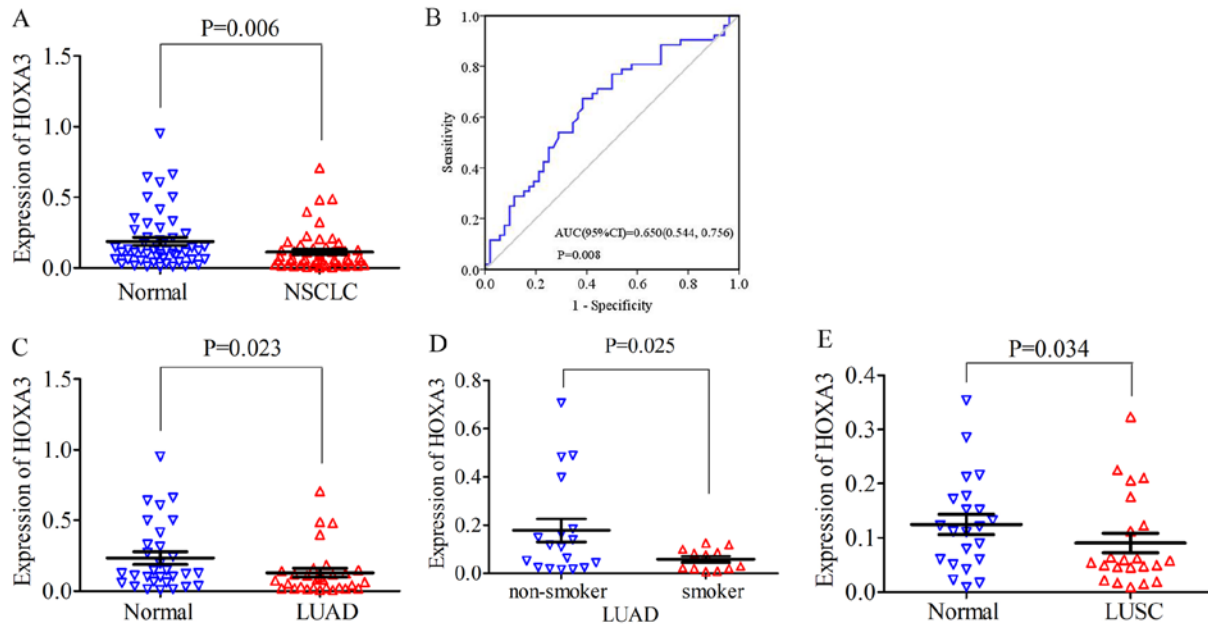 A
P=0.006
Expression of HOXA3
1.5
1.0
0.5
0.0
Normal
NSCLC
B
Sensitivity
1.0
0.8
0.6
0.4
0.2
0.0
AUC(95%CI)=0.650(0.544, 0.756)
P=0.008
0.0 0.2 0.4 0.6 0.8 1.0
1 - Specificity
C
P=0.023
Expression of HOXA3
1.5
1.0
0.5
0.0
Normal
LUAD
D
P=0.025
Expression of HOXA3
0.8
0.6
0.4
0.2
0.0
non-smoker
smoker
LUAD
E
P=0.034
Expression of HOXA3
0.4
0.3
0.2
0.1
0.0
Normal
LUSC